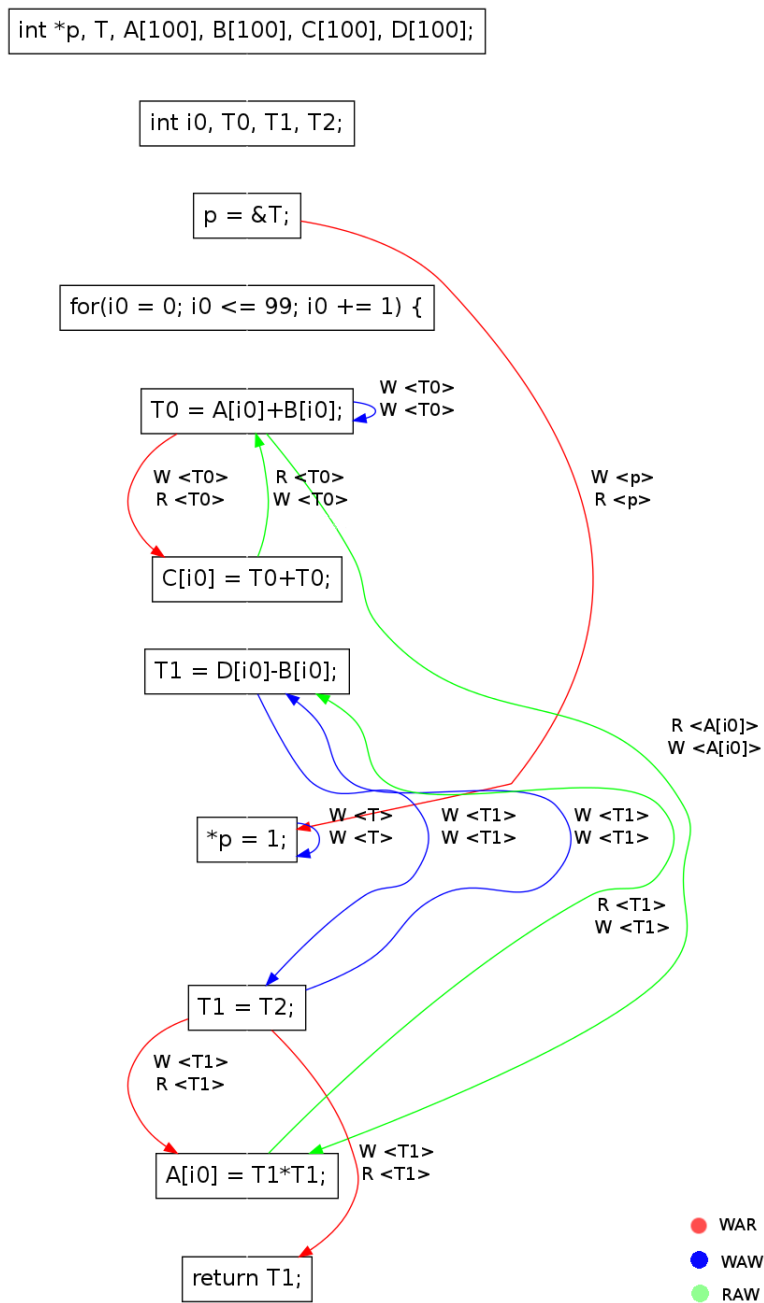 int *p, T, A[100], B[100], C[100], D[100];
int i0, T0, T1, T2;
p = &T;
for(i0 = 0; i0 <= 99; i0 += 1) {
T0 = A[i0]+B[i0];
W <T0>
W <T0>
W <T0>
R <T0>
R <T0>
W <T0>
W <p>
R <p>
C[i0] = T0+T0;
T1 = D[i0]-B[i0];
R <A[i0]>
W <A[i0]>
*p = 1;
W <T>
W <T>
W <T1>
W <T1>
W <T1>
W <T1>
R <T1>
W <T1>
T1 = T2;
W <T1>
R <T1>
W <T1>
R <T1>
A[i0] = T1*T1;
return T1;
WAR
WAW
RAW